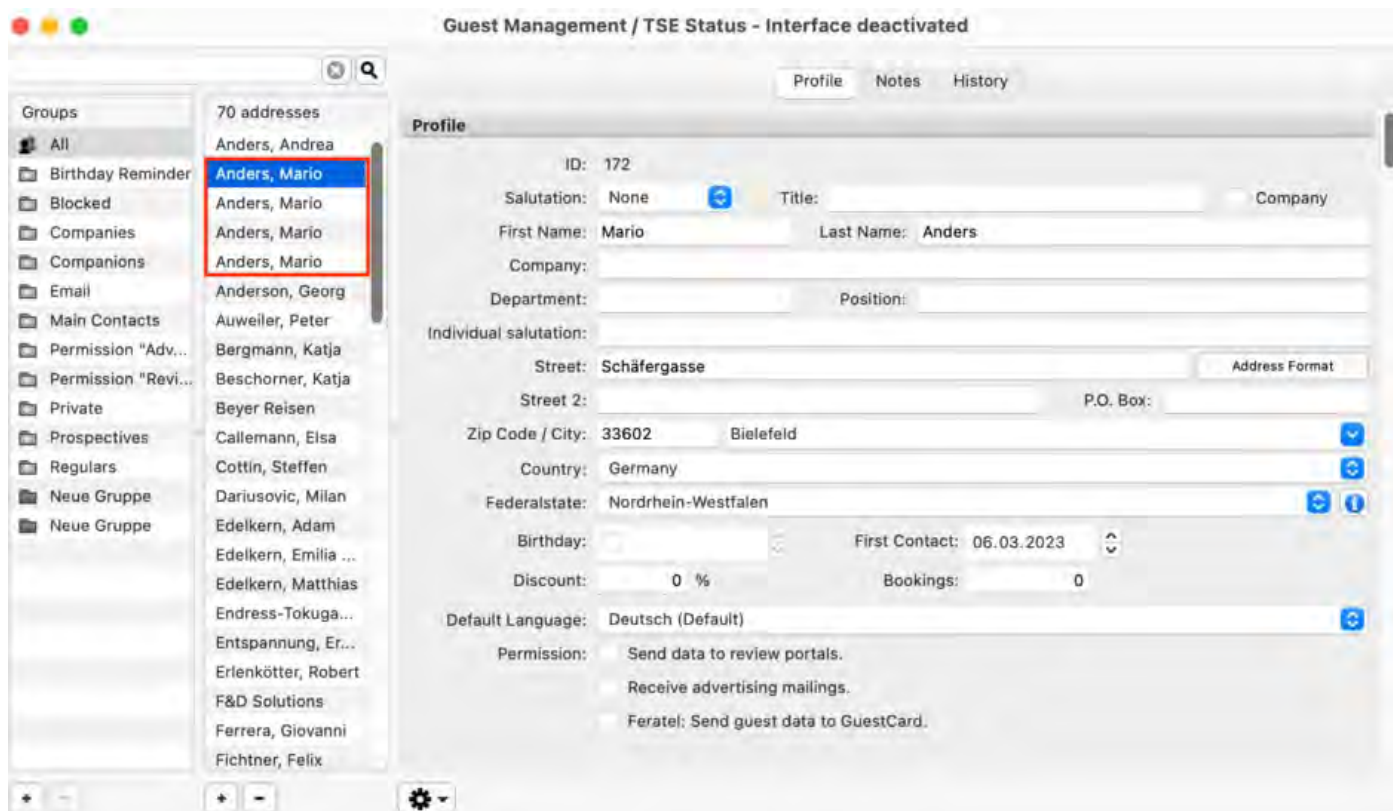 Guest Management / TSE Status - Interface deactivated
Profile Notes History
Groups
All
Birthday Reminder
Blocked
Companies
Companions
Email
Main Contacts
Permission "Adv...
Permission "Revi...
Private
Prospectives
Regulars
Neue Gruppe
Neue Gruppe
70 addresses
Anders, Andrea
Anders, Mario
Anders, Mario
Anders, Mario
Anders, Mario
Anderson, Georg
Auweiler, Peter
Bergmann, Katja
Beschorner, Katja
Beyer Reisen
Callemann, Elsa
Cottin, Steffen
Dariusovic, Milan
Edelkern, Adam
Edelkern, Emilia ...
Edelkern, Matthias
Endress-Tokuga...
Entspannung, Er...
Erlenkötter, Robert
F&D Solutions
Ferrera, Giovanni
Fichtner, Felix
Profile
ID: 172
Salutation: None Title: Company
First Name: Mario Last Name: Anders
Company:
Department: Position:
Individual salutation:
Street: Schäfergasse Address Format
Street 2: P.O. Box:
Zip Code / City: 33602 Bielefeld
Country: Germany
Federalstate: Nordrhein-Westfalen
Birthday: First Contact: 06.03.2023
Discount: 0 % Bookings: 0
Default Language: Deutsch (Default)
Permission: Send data to review portals.
Receive advertising mailings.
Feratel: Send guest data to GuestCard.